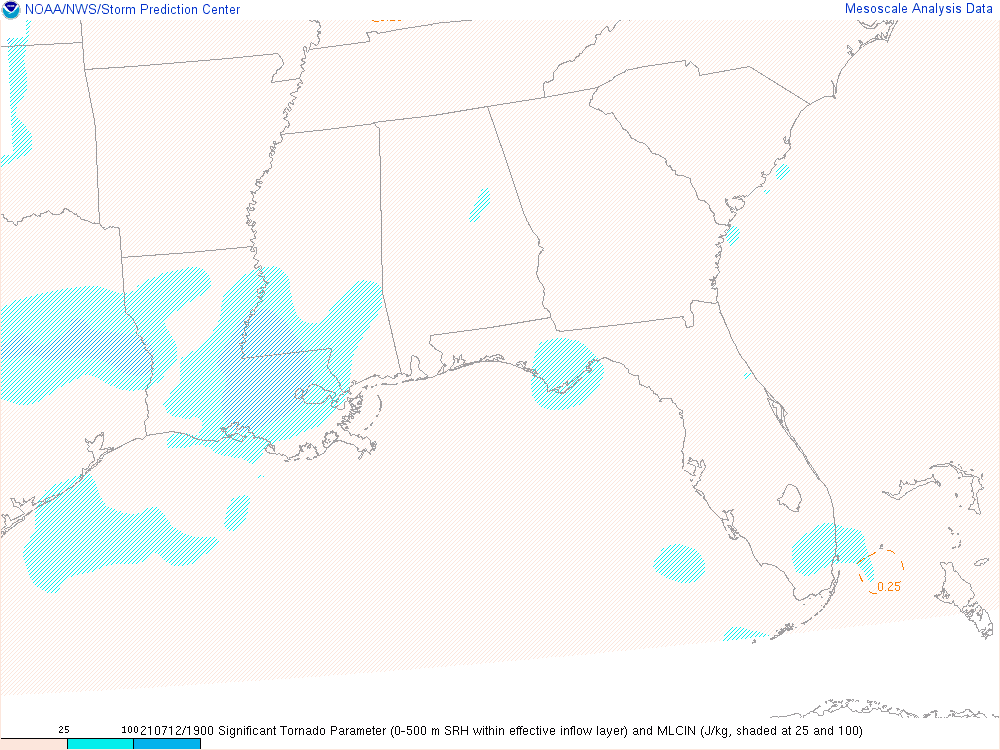 NOAA/NWS/Storm Prediction Center
Mesoscale Analysis Data
0.25
25 100
210712/1900 Significant Tornado Parameter (0-500 m SRH within effective inflow layer) and MLCIN (J/kg, shaded at 25 and 100)